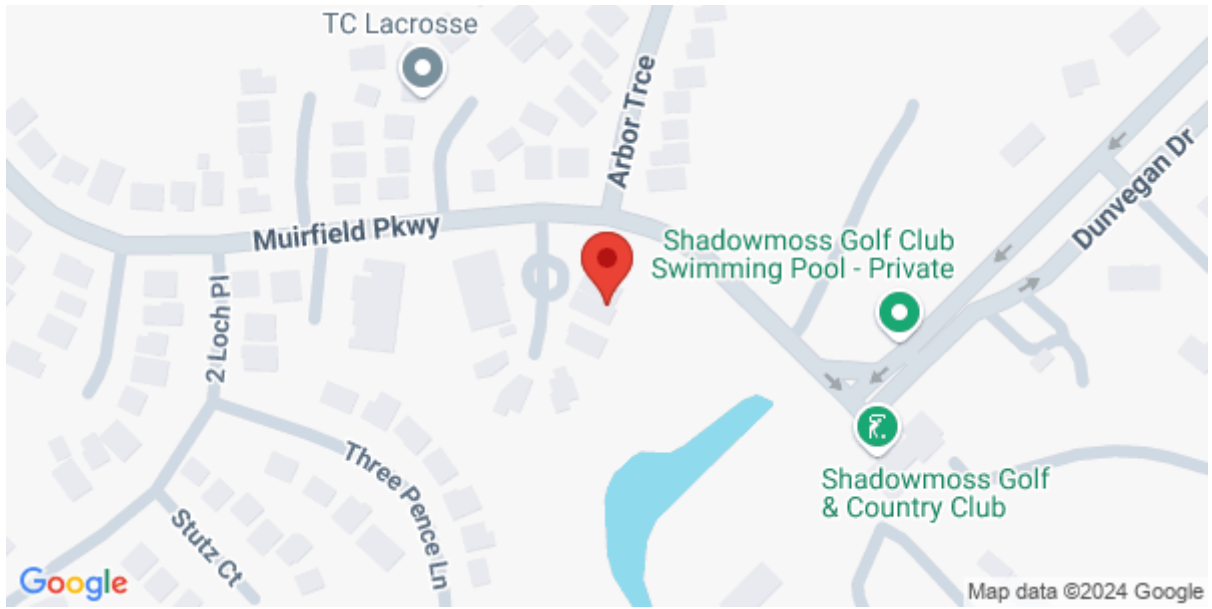 TC Lacrosse
Arbor Trce
Muirfield Pkwy
Dunvegan Dr
Shadowmoss Golf Club
Swimming Pool - Private
2 Loch Pl
Three Pence Ln
Stutz Ct
Shadowmoss Golf
& Country Club
Google
Map data ©2024 Google